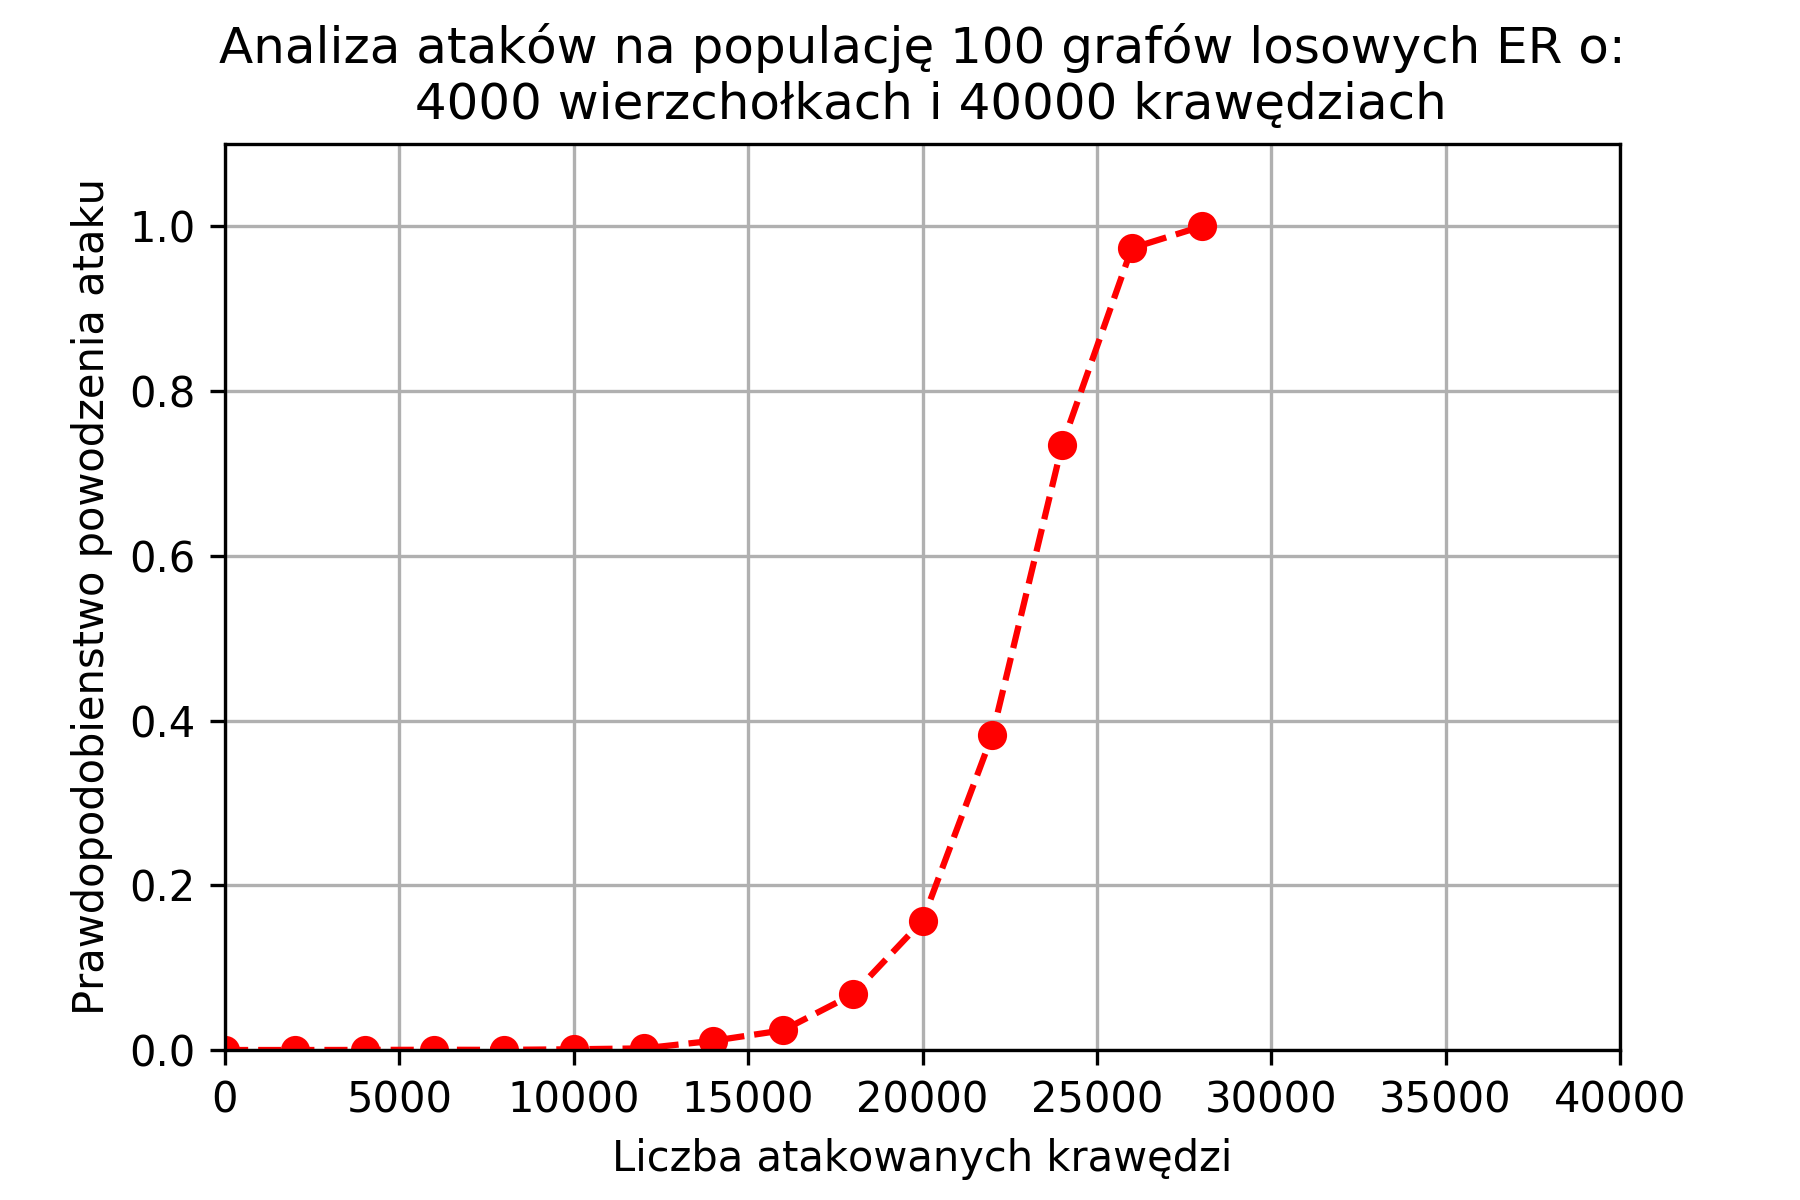 Analiza ataków na populację 100 grafów losowych ER o:
4000 wierzchołkach i 40000 krawędziach
Prawdopodobienstwo powodzenia ataku
1.0
0.8
0.6
0.4
0.2
0.0
0 5000 10000 15000 20000 25000 30000 35000 40000
Liczba atakowanych krawędzi